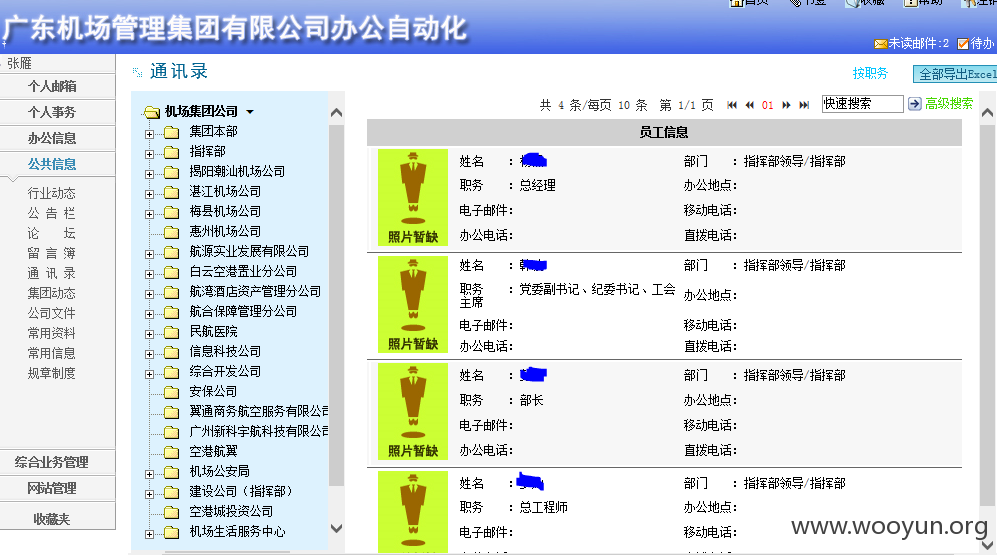 首页 书签 收藏 帮助 注销
广东机场管理集团有限公司办公自动化
未读邮件:2 待办
张雁
个人邮箱
个人事务
办公信息
公共信息
行业动态
公 告 栏
论 坛
留 言 簿
通 讯 录
集团动态
公司文件
常用资料
常用信息
规章制度
综合业务管理
网站管理
收藏夹
通讯录
按职务 全部导出Excel
机场集团公司
集团本部
指挥部
揭阳潮汕机场公司
湛江机场公司
梅县机场公司
惠州机场公司
航源实业发展有限公司
白云空港置业分公司
航湾酒店资产管理分公司
航合保障管理分公司
民航医院
信息科技公司
综合开发公司
安保公司
翼通商务航空服务有限公司
广州新科宇航科技有限公司
空港航翼
机场公安局
建设公司（指挥部）
空港城投资公司
机场生活服务中心
共 4 条/每页 10 条 第 1/1 页 01 快速搜索 高级搜索
员工信息
照片暂缺
姓名 : 部门 : 指挥部领导/指挥部
职务 : 总经理 办公地点:
电子邮件: 移动电话:
办公电话: 直拨电话:
照片暂缺
姓名 : 部门 : 指挥部领导/指挥部
职务 : 党委副书记、纪委书记、工会
主席 办公地点:
电子邮件: 移动电话:
办公电话: 直拨电话:
照片暂缺
姓名 : 部门 : 指挥部领导/指挥部
职务 : 部长 办公地点:
电子邮件: 移动电话:
办公电话: 直拨电话:
姓名 : 部门 : 指挥部领导/指挥部
职务 : 总工程师 办公地点:
电子邮件: 移动电话:
www.wooyun.org